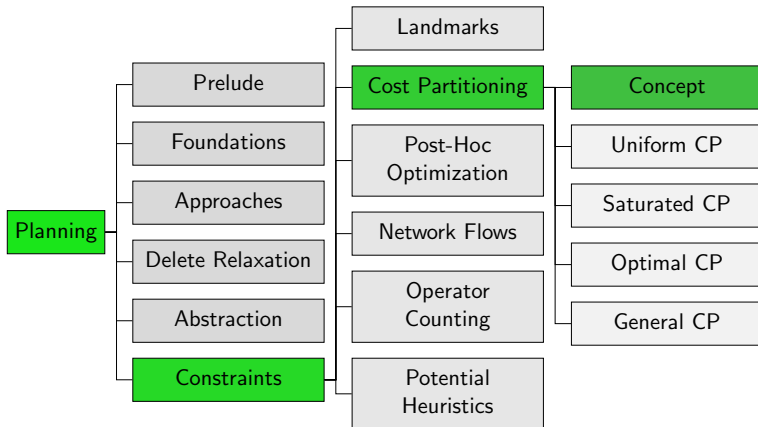 Planning
Prelude
Foundations
Approaches
Delete Relaxation
Abstraction
Constraints
Landmarks
Cost Partitioning
Post-Hoc
Optimization
Network Flows
Operator
Counting
Potential
Heuristics
Concept
Uniform CP
Saturated CP
Optimal CP
General CP